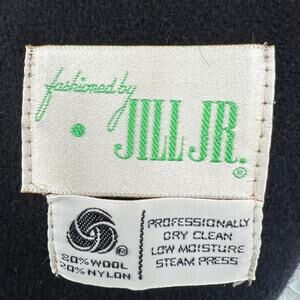 fashioned by
JILL JR.®
®
80% WOOL
20% NYLON
PROFESSIONALLY
DRY CLEAN
LOW MOISTURE
STEAM PRESS